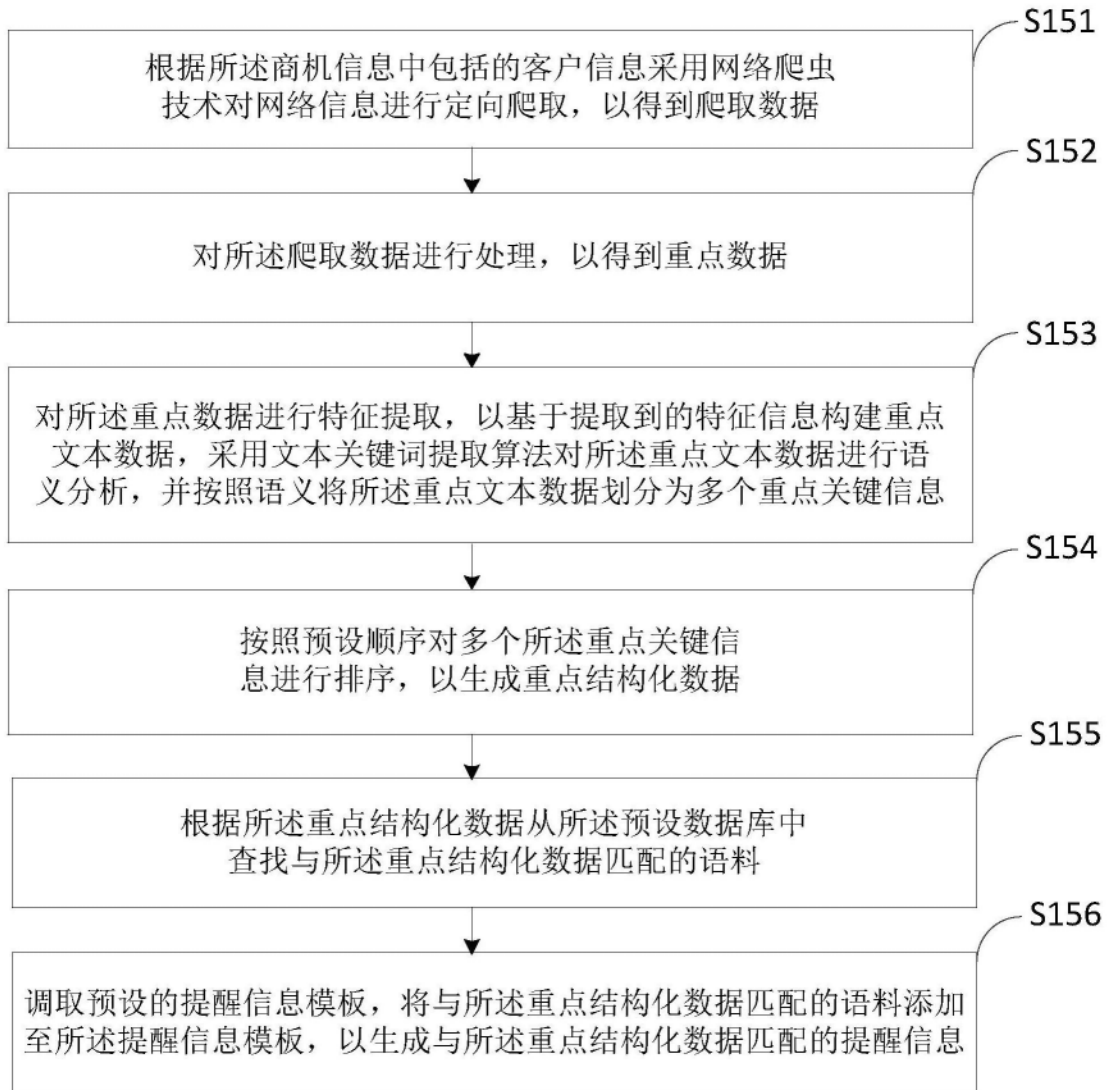 S151
根据所述商机信息中包括的客户信息采用网络爬虫
技术对网络信息进行定向爬取，以得到爬取数据
S152
对所述爬取数据进行处理，以得到重点数据
S153
对所述重点数据进行特征提取，以基于提取到的特征信息构建重点
文本数据，采用文本关键词提取算法对所述重点文本数据进行语
义分析，并按照语义将所述重点文本数据划分为多个重点关键信息
S154
按照预设顺序对多个所述重点关键信
息进行排序，以生成重点结构化数据
S155
根据所述重点结构化数据从所述预设数据库中
查找与所述重点结构化数据匹配的语料
S156
调取预设的提醒信息模板，将与所述重点结构化数据匹配的语料添加
至所述提醒信息模板，以生成与所述重点结构化数据匹配的提醒信息